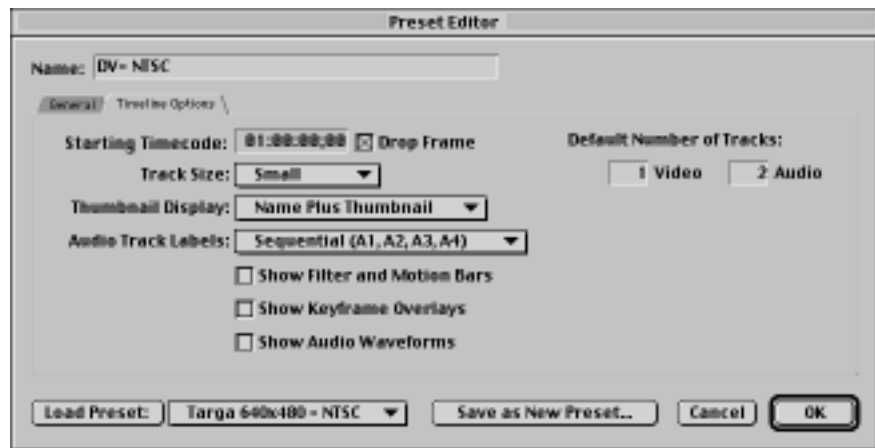 Preset Editor
Name: DV- NTSC
General Timeline Options
Starting Timecode: 01:00:00;00 Drop Frame Default Number of Tracks:
Track Size: Small 1 Video 2 Audio
Thumbnail Display: Name Plus Thumbnail
Audio Track Labels: Sequential (A1, A2, A3, A4)
Show Filter and Motion Bars
Show Keyframe Overlays
Show Audio Waveforms
Load Preset: Targa 640x480 - NTSC Save as New Preset... Cancel OK